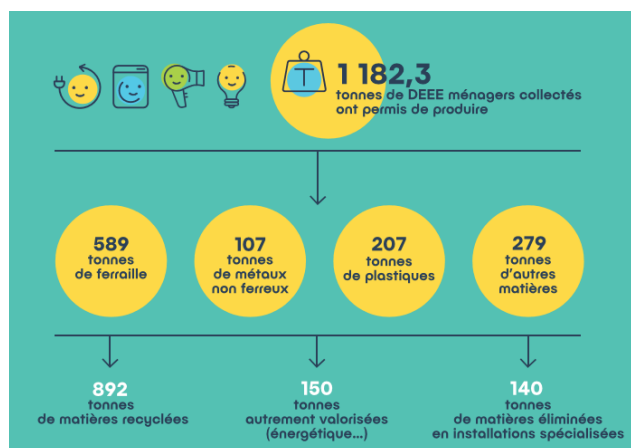 1 182,3
tonnes de DEEE ménagers collectés
ont permis de produire
T
589
tonnes
de ferraille
107
tonnes
de métaux
non ferreux
207
tonnes
de plastiques
279
tonnes
d'autres
matières
892
tonnes
de matières recyclées
150
tonnes
autrement valorisées
(énergétique...)
140
tonnes
de matières éliminées
en installations spécialisées